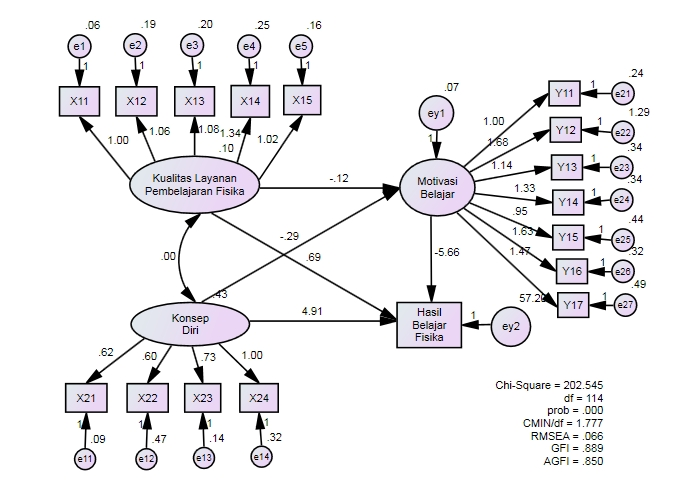 .06
.19
.20
.25
.16
e1
e2
e3
e4
e5
1
1
1
1
1
X11
X12
X13
X14
X15
1.00
1.06
1.08
1.34
1.02
.10
Kualitas Layanan
Pembelajaran Fisika
.07
ey1
1
Motivasi
Belajar
-.12
-.29
.69
.00
-5.66
4.91
.43
Konsep
Diri
Hasil
Belajar
Fisika
1
57.20
ey2
1.00
1.68
1.14
1.33
.95
1.63
1.47
Y11
1
e21
.24
Y12
1
e22
1.29
Y13
1
e23
.34
Y14
1
e24
.34
Y15
1
e25
.44
Y16
1
e26
.32
Y17
1
e27
.49
.62
.60
.73
1.00
X21
X22
X23
X24
1
1
1
1
.09
.47
.14
.32
e11
e12
e13
e14
Chi-Square = 202.545
df = 114
prob = .000
CMIN/df = 1.777
RMSEA = .066
GFI = .889
AGFI = .850